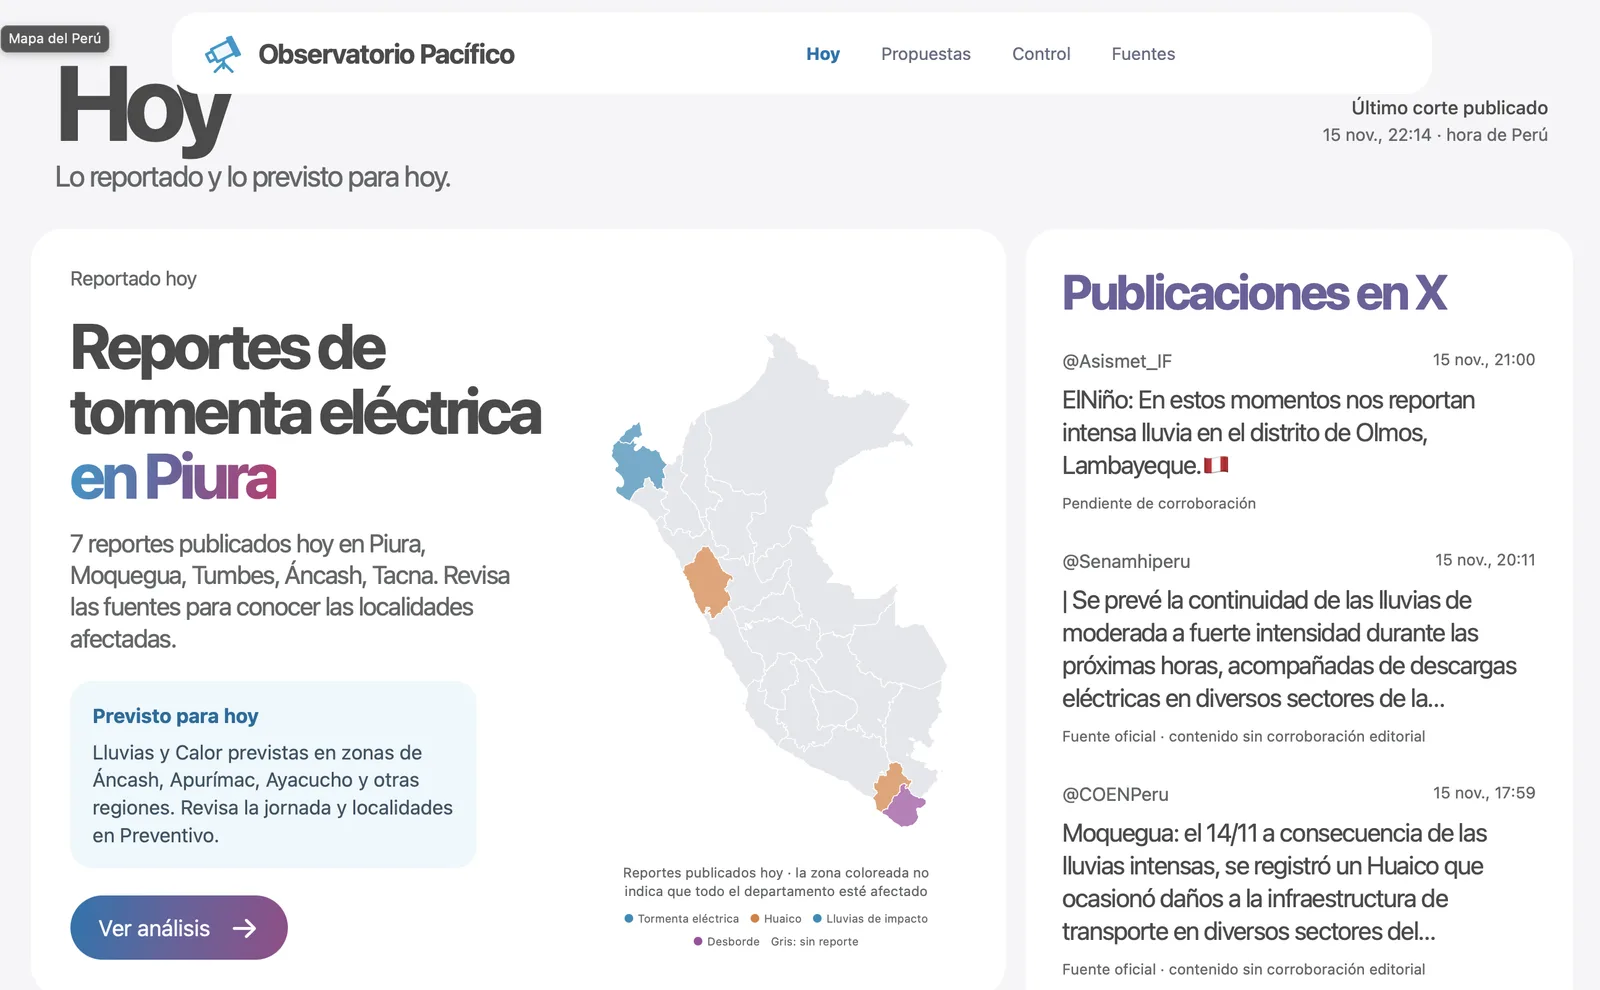 Mapa del Perú
Observatorio Pacífico
Hoy
Propuestas
Control
Fuentes
Hoy
Lo reportado y lo previsto para hoy.
Último corte publicado
15 nov., 22:14 · hora de Perú
Reportado hoy
Reportes de
tormenta eléctrica
en Piura
7 reportes publicados hoy en Piura,
Moquegua, Tumbes, Áncash, Tacna. Revisa
las fuentes para conocer las localidades
afectadas.
Previsto para hoy
Lluvias y Calor previstas en zonas de
Áncash, Apurímac, Ayacucho y otras
regiones. Revisa la jornada y localidades
en Preventivo.
Ver análisis →
Reportes publicados hoy · la zona coloreada no
indica que todo el departamento esté afectado
Tormenta eléctrica
Huaico
Lluvias de impacto
Desborde
Gris: sin reporte
Publicaciones en X
@Asismet_IF
15 nov., 21:00
ElNiño: En estos momentos nos reportan
intensa lluvia en el distrito de Olmos,
Lambayeque.🇵🇪
Pendiente de corroboración
@Senamhiperu
15 nov., 20:11
| Se prevé la continuidad de las lluvias de
moderada a fuerte intensidad durante las
próximas horas, acompañadas de descargas
eléctricas en diversos sectores de la…
Fuente oficial · contenido sin corroboración editorial
@COENPeru
15 nov., 17:59
Moquegua: el 14/11 a consecuencia de las
lluvias intensas, se registró un Huaico que
ocasionó daños a la infraestructura de
transporte en diversos sectores del…
Fuente oficial · contenido sin corroboración editorial